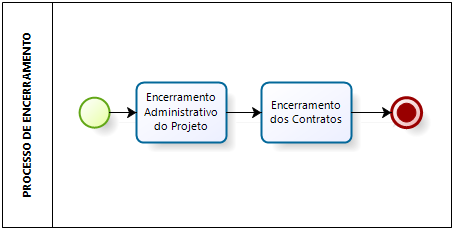 PROCESSO DE ENCERRAMENTO
Encerramento
Administrativo
do Projeto
Encerramento
dos Contratos